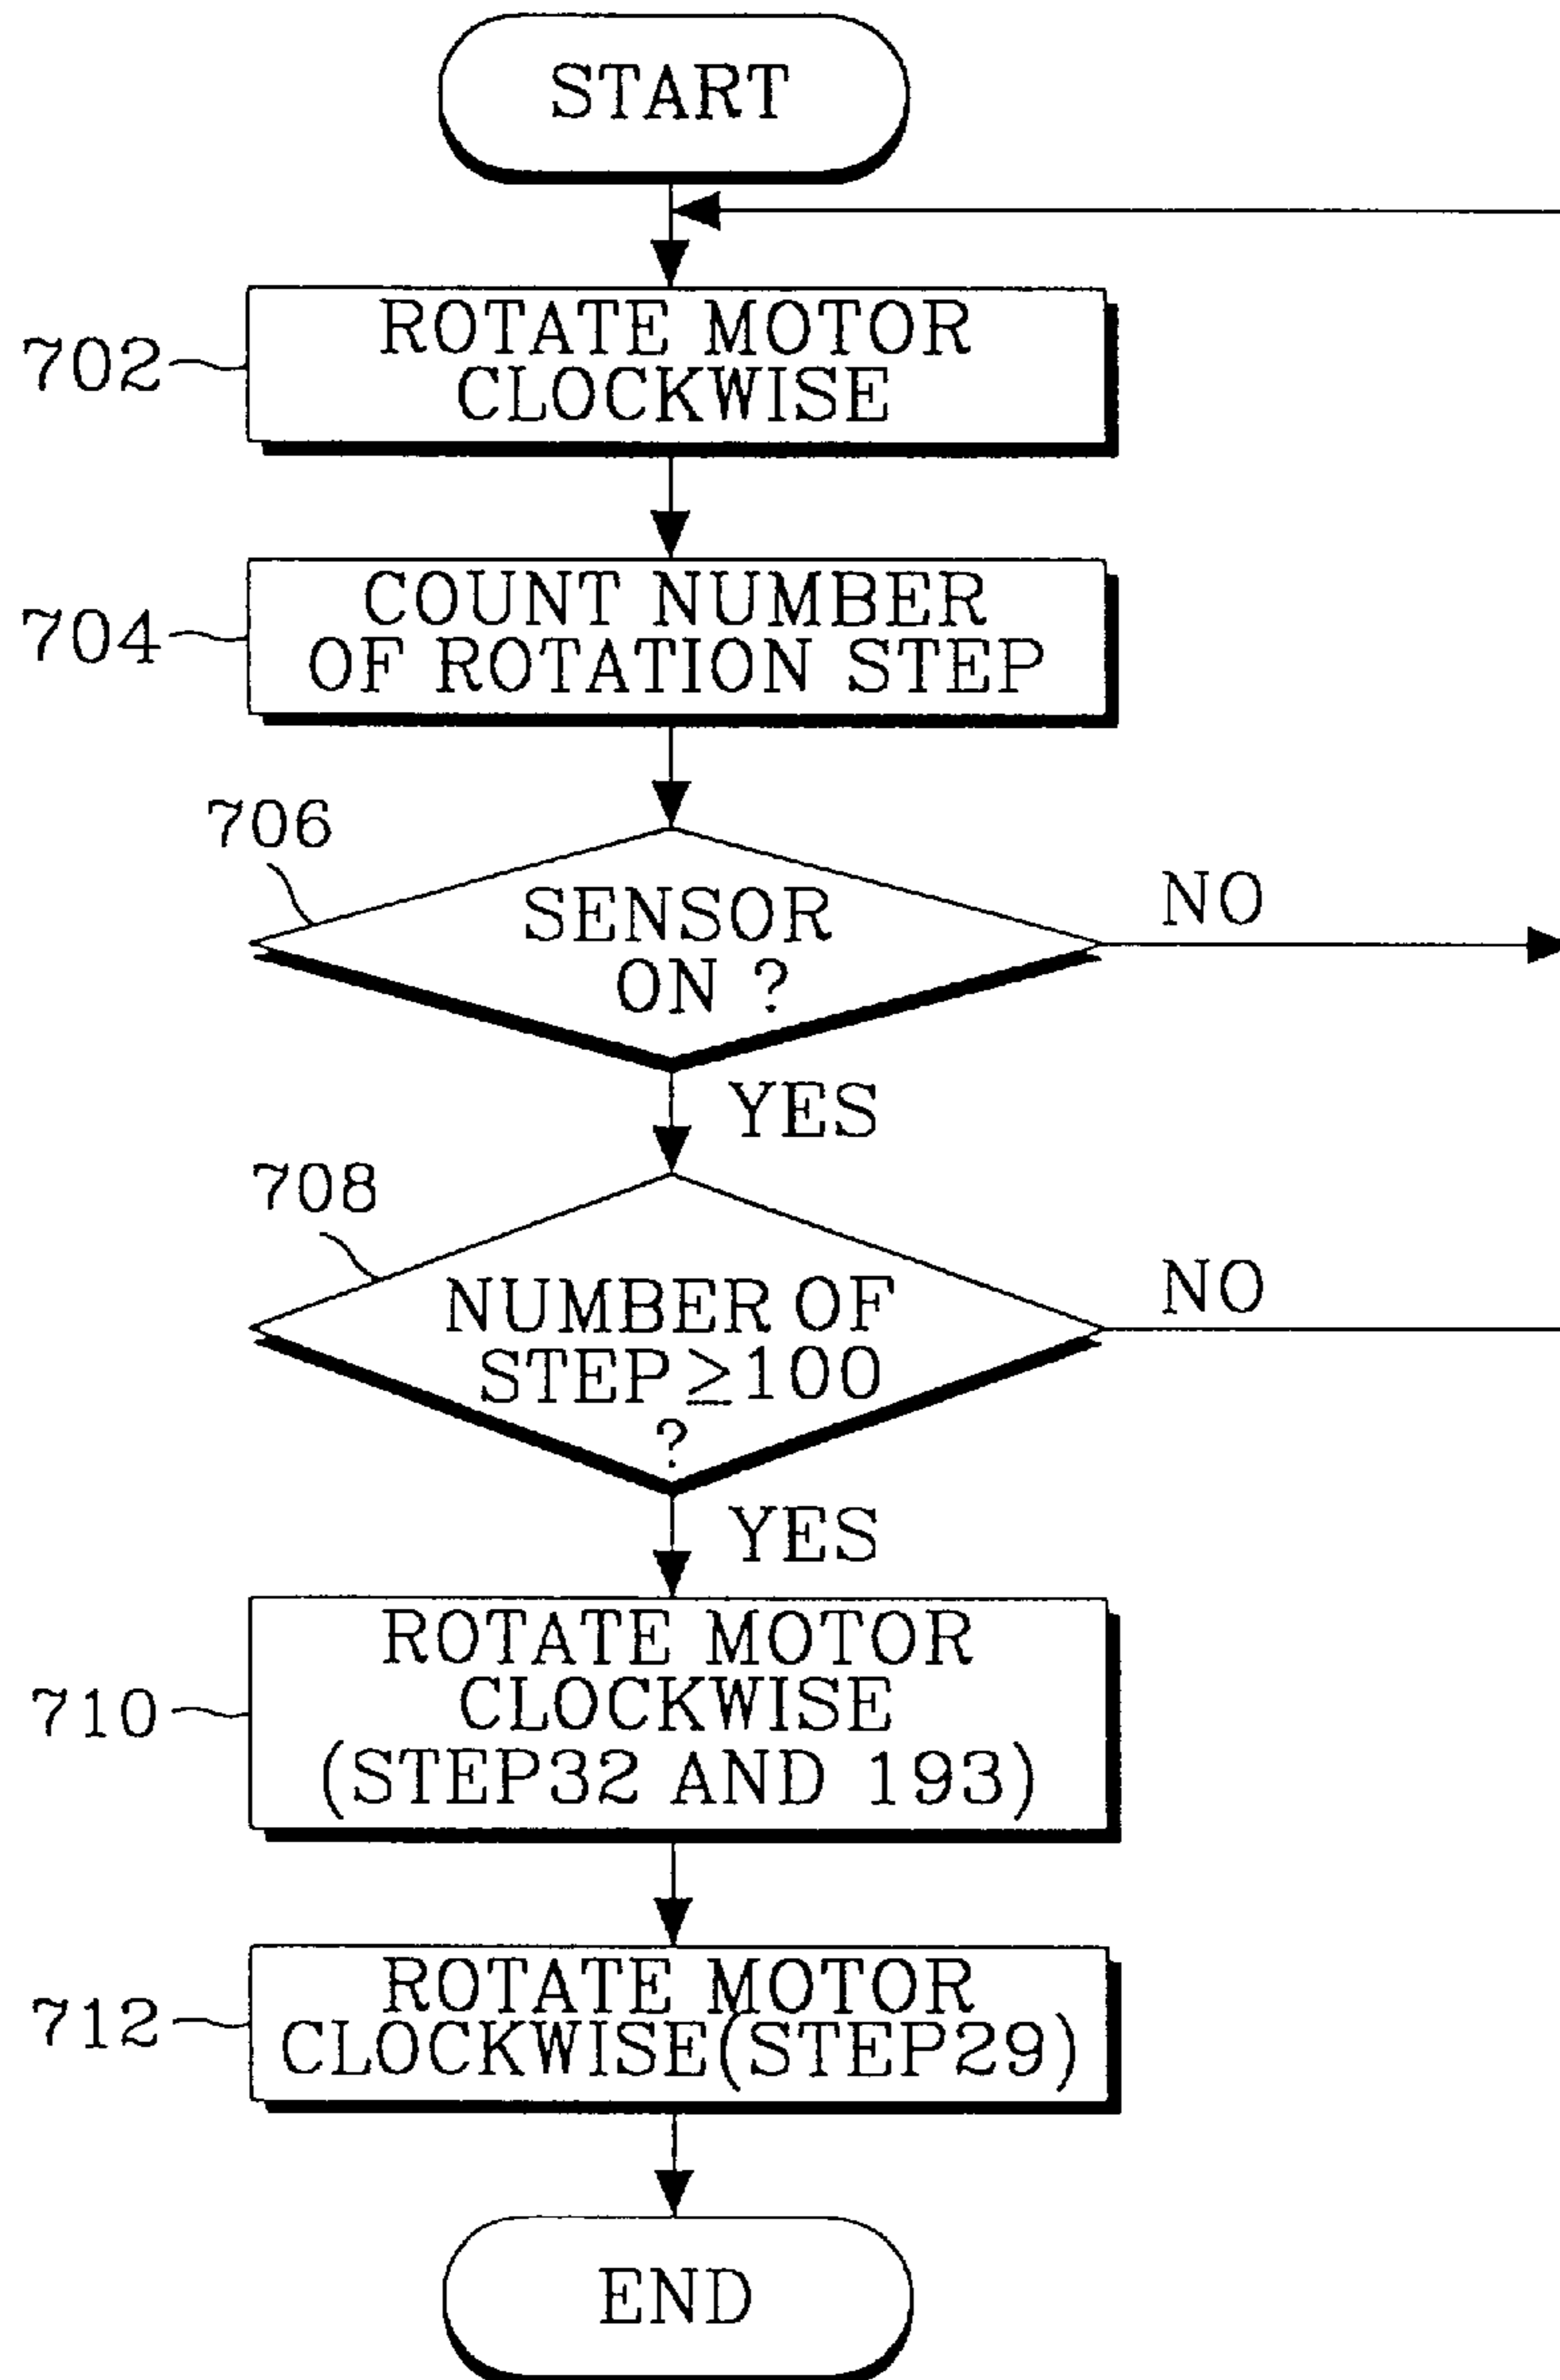 START
702
ROTATE MOTOR
CLOCKWISE
704
COUNT NUMBER
OF ROTATION STEP
706
SENSOR
ON ?
NO
YES
708
NUMBER OF
STEP≥100
?
NO
YES
710
ROTATE MOTOR
CLOCKWISE
(STEP32 AND 193)
712
ROTATE MOTOR
CLOCKWISE(STEP29)
END